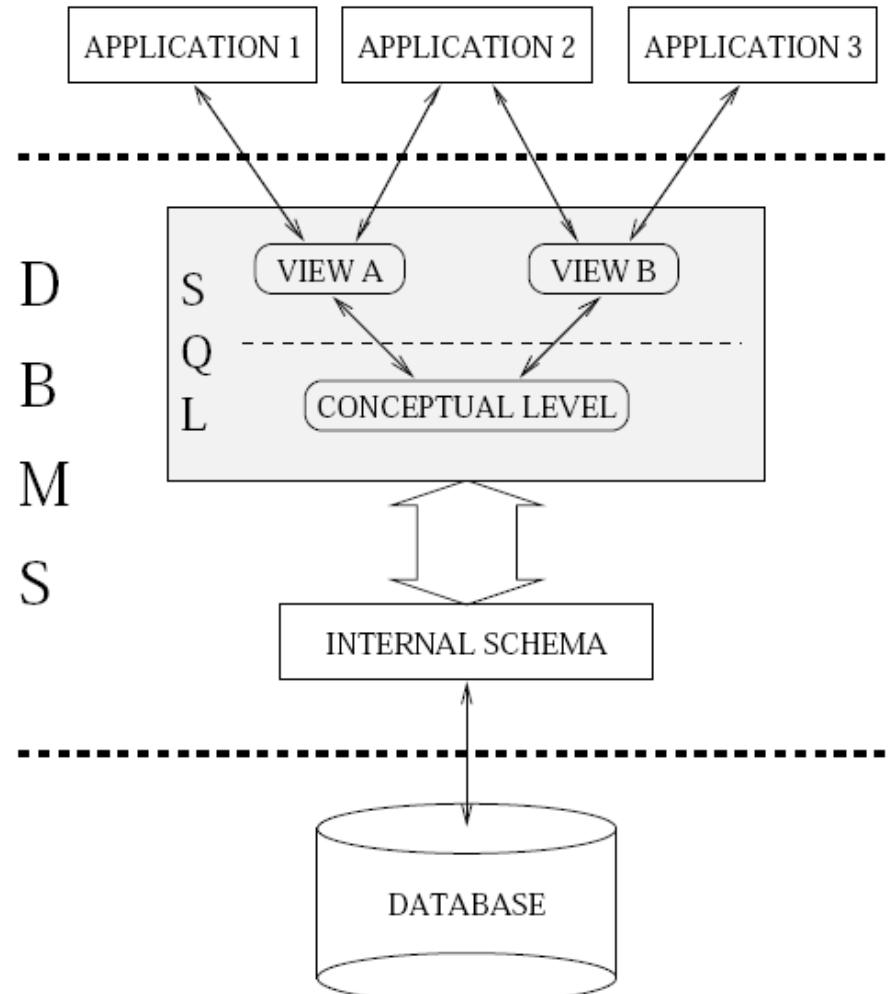 APPLICATION 1
APPLICATION 2
APPLICATION 3
D
B
M
S
S
Q
L
VIEW A
VIEW B
CONCEPTUAL LEVEL
INTERNAL SCHEMA
DATABASE